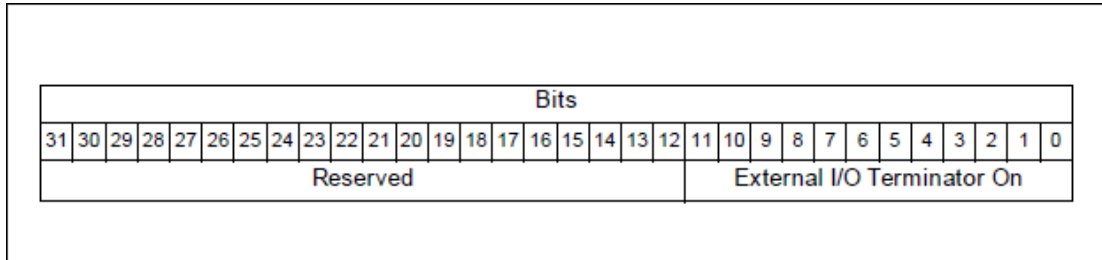 Bits
31 30 29 28 27 26 25 24 23 22 21 20 19 18 17 16 15 14 13 12 11 10 9 8 7 6 5 4 3 2 1 0
Reserved External I/O Terminator On